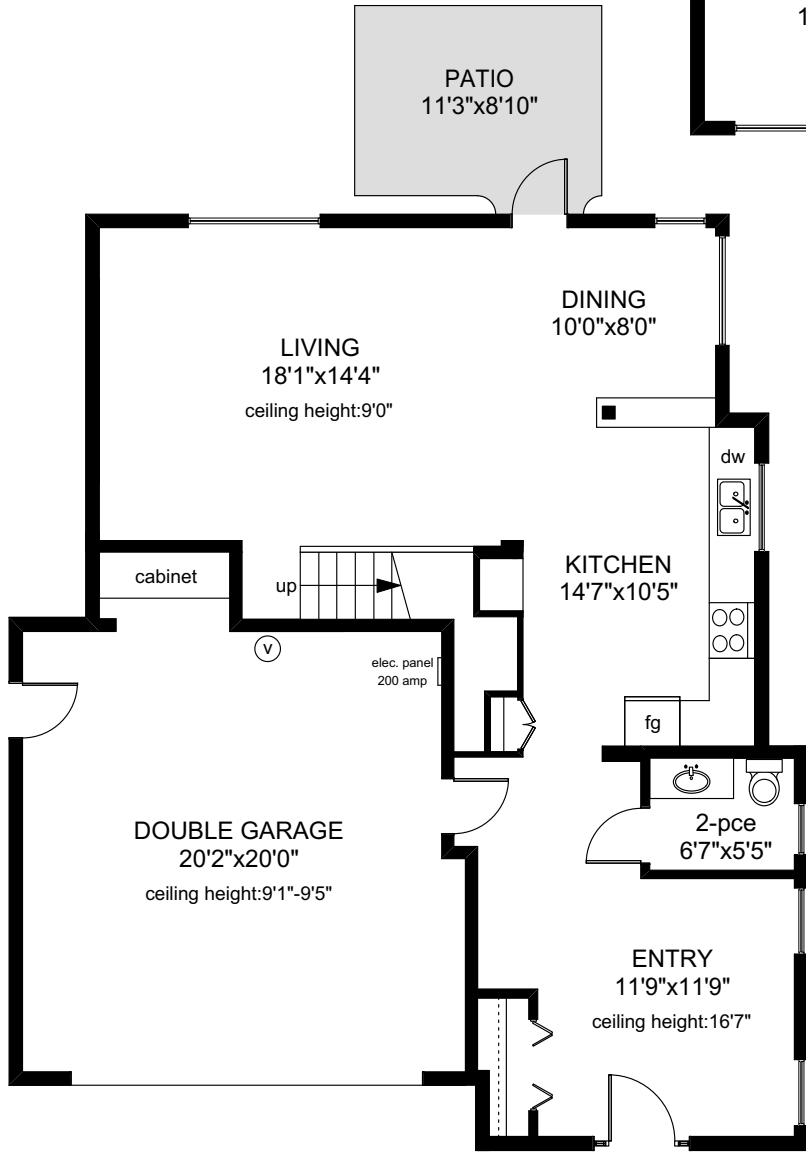 1
PATIO
11'3"x8'10"
DINING
10'0"x8'0"
LIVING
18'1"x14'4"
ceiling height:9'0"
dw
KITCHEN
14'7"x10'5"
cabinet
up
V
elec. panel
200 amp
fg
DOUBLE GARAGE
20'2"x20'0"
ceiling height:9'1"-9'5"
2-pce
6'7"x5'5"
ENTRY
11'9"x11'9"
ceiling height:16'7"